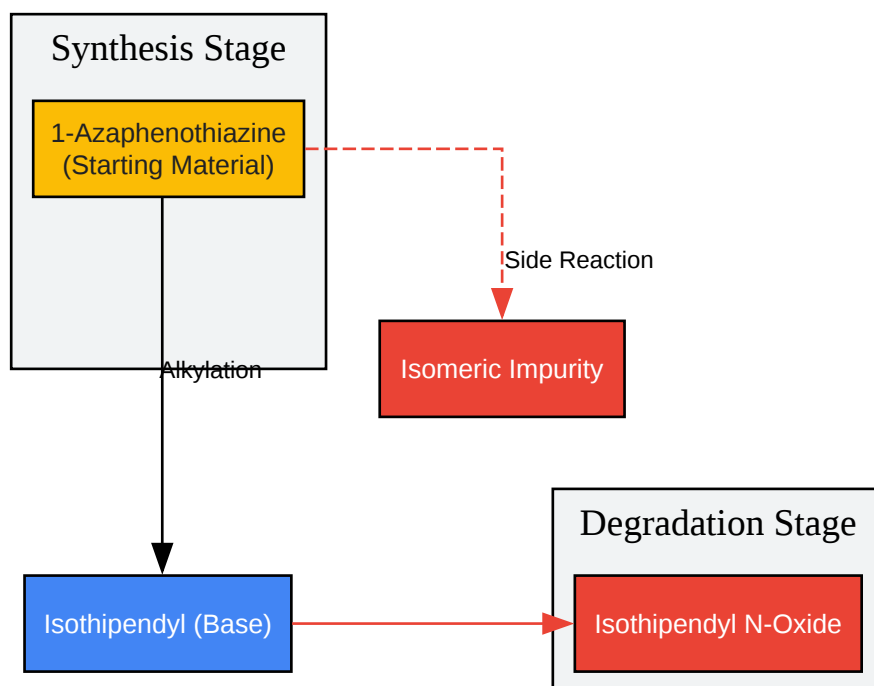 Synthesis Stage
1-Azaphenothiazine
(Starting Material)
Side Reaction
Isomeric Impurity
Alkylation
Degradation Stage
Isothipendyl (Base)
Isothipendyl N-Oxide